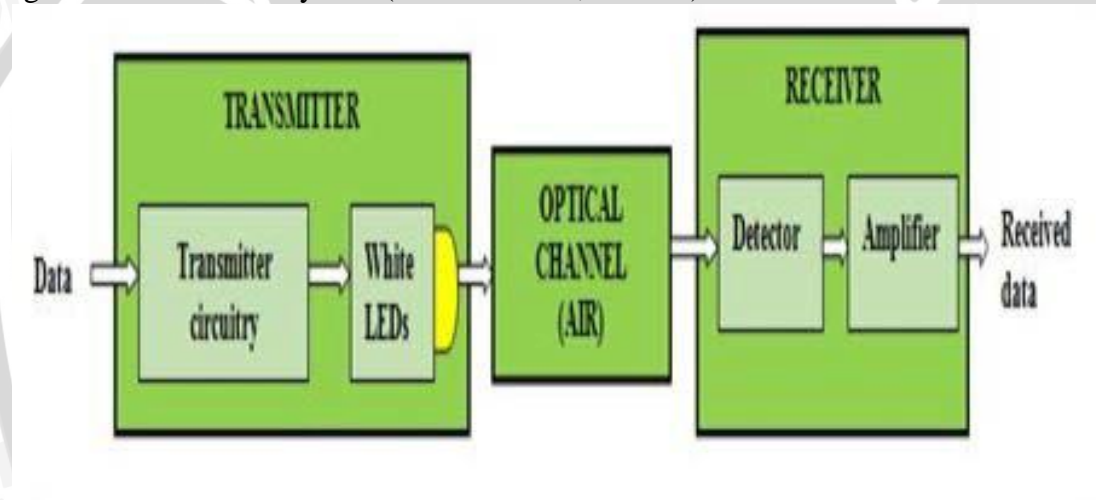 TRANSMITTER
RECEIVER
Data
Transmitter
circuitry
White
LEDs
OPTICAL
CHANNEL
(AIR)
Detector
Amplifier
Received
data